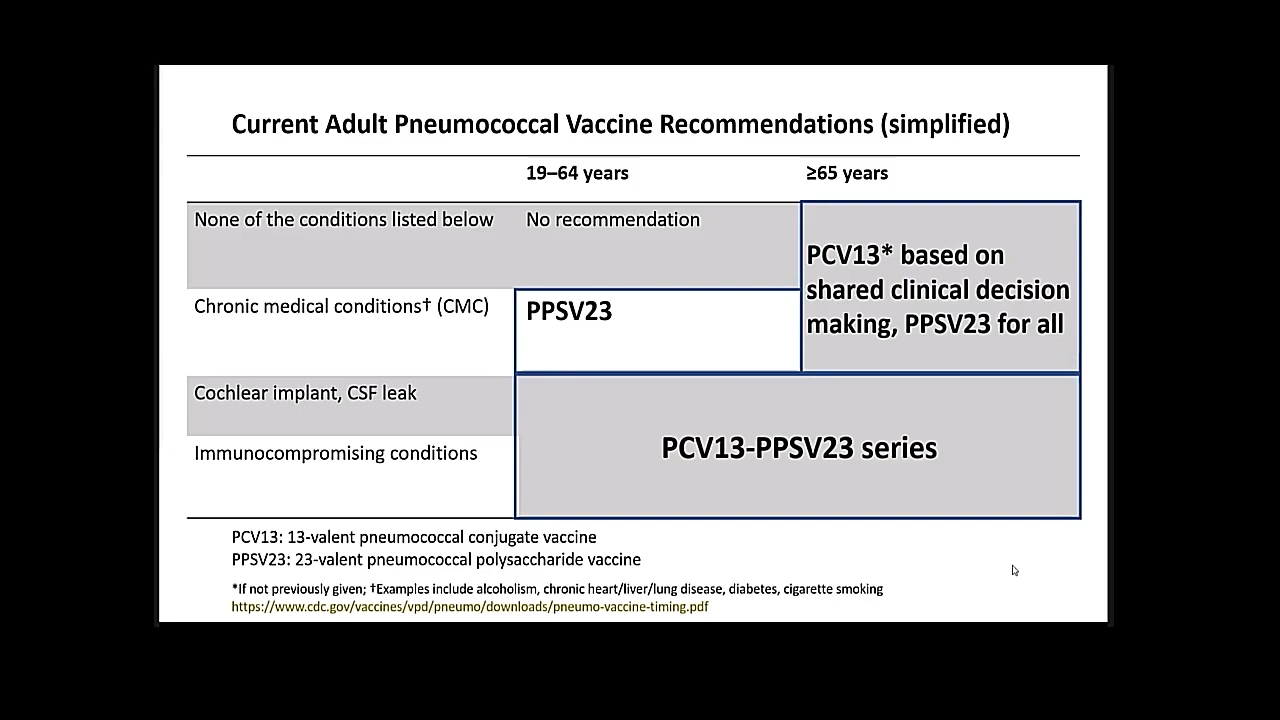 Current Adult Pneumococcal Vaccine Recommendations (simplified)
19–64 years
≥65 years
None of the conditions listed below
No recommendation
PCV13* based on
shared clinical decision
making, PPSV23 for all
Chronic medical conditions† (CMC)
PPSV23
Cochlear implant, CSF leak
PCV13-PPSV23 series
Immunocompromising conditions
PCV13: 13-valent pneumococcal conjugate vaccine
PPSV23: 23-valent pneumococcal polysaccharide vaccine
*If not previously given; †Examples include alcoholism, chronic heart/liver/lung disease, diabetes, cigarette smoking
https://www.cdc.gov/vaccines/vpd/pneumo/downloads/pneumo-vaccine-timing.pdf